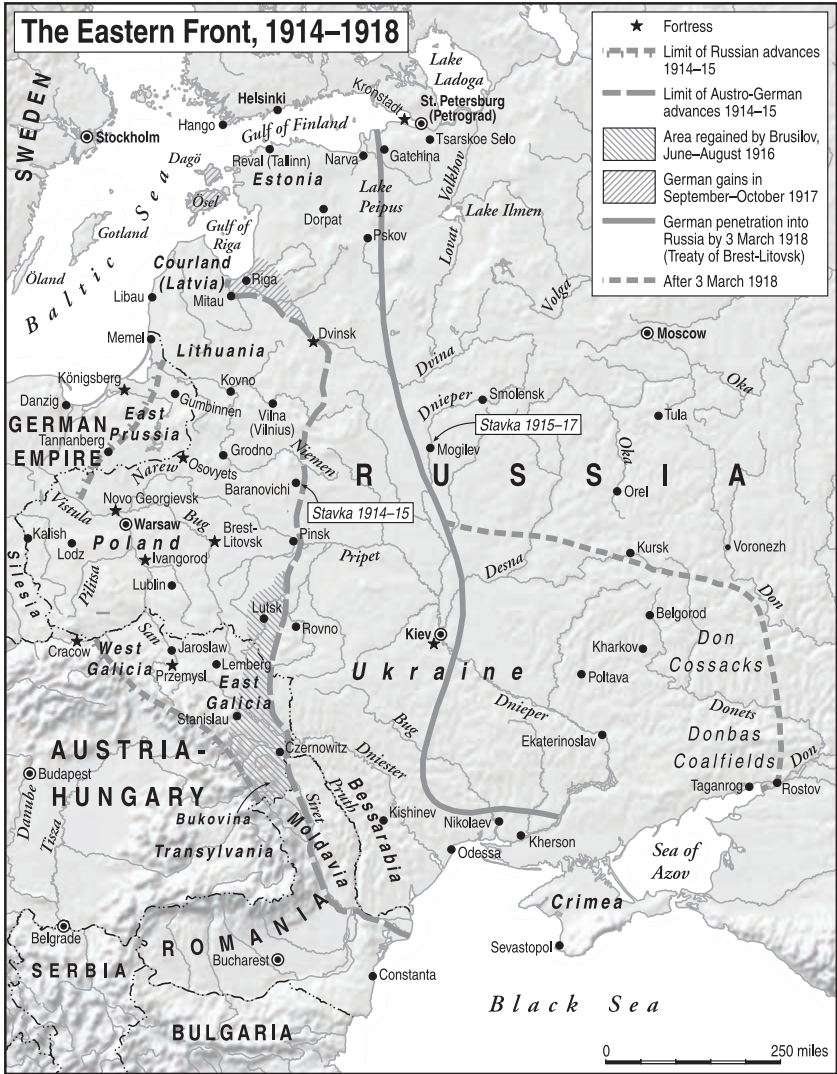 The Eastern Front, 1914–1918
Fortress
Limit of Russian advances
1914–15
Limit of Austro-German
advances 1914–15
Area regained by Brusilov,
June–August 1916
German gains in
September–October 1917
German penetration into
Russia by 3 March 1918
(Treaty of Brest-Litovsk)
After 3 March 1918
SWEDEN
Stockholm
Hango
Helsinki
Gulf of Finland
Kronstadt
Lake
Ladoga
St. Petersburg
(Petrograd)
Tsarskoe Selo
Gatchina
Narva
Reval (Tallinn)
Estonia
Dagö
Ösel
Baltic Sea
Gotland
Öland
Gulf of
Riga
Dorpat
Lake
Peipus
Pskov
Volkhov
Lake Ilmen
Lovat
Volga
Courland
(Latvia)
Riga
Mitau
Libau
Dvinsk
Memel
Lithuania
Dvina
Moscow
Königsberg
Kovno
Gumbinnen
Vilna
(Vilnius)
Danzig
GERMAN
EMPIRE
East
Prussia
Tannenberg
Dnieper
Smolensk
Stavka 1915–17
Mogilev
Oka
Tula
Oka
Orel
Grodno
Niemen
Narew
Osovyets
Baranovichi
Stavka 1914–15
RUSSIA
Vistula
Novo Georgievsk
Warsaw
Bug
Brest-
Litovsk
Pinsk
Kalish
Lodz
Poland
Ivangorod
Pilitsa
Lublin
Silesia
Pripet
Desna
Kursk
Voronezh
Don
Lutsk
Rovno
Kiev
Belgorod
Kharkov
Don
Cossacks
Poltava
Ukraine
Cracow
West
Galicia
San
Jaroslaw
Przemysl
Lemberg
East
Galicia
Stanislau
Czernowitz
Bug
Dnieper
Dniester
Ekaterinoslav
Donets
Donbas
Coalfields
Don
Taganrog
Rostov
AUSTRIA-
HUNGARY
Budapest
Danube
Tisza
Bukovina
Transylvania
Siret
Pruth
Moldavia
Bessarabia
Kishinev
Nikolaev
Kherson
Odessa
Sea of
Azov
Crimea
Sevastopol
Belgrade
SERBIA
ROMANIA
Bucharest
Constanta
BULGARIA
Black Sea
0
250 miles